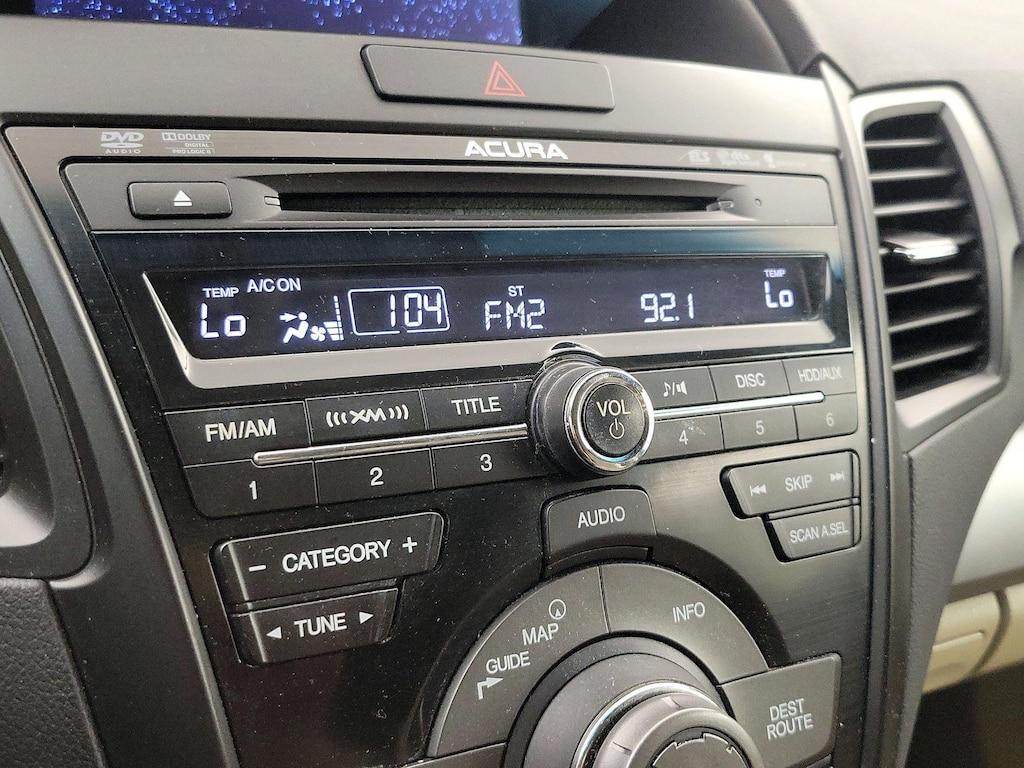 DVD
AUDIO
DOLBY
DIGITAL
PRO LOGIC II
ACURA
ELS
TEMP A/C ON
Lo
104
ST
FM2
92.1
TEMP
Lo
FM/AM
(((XM)))
TITLE
VOL
DISC
HDD/AUX
1
2
3
4
5
6
SKIP
SCAN A.SEL
AUDIO
- CATEGORY +
TUNE
MAP
GUIDE
INFO
DEST
ROUTE